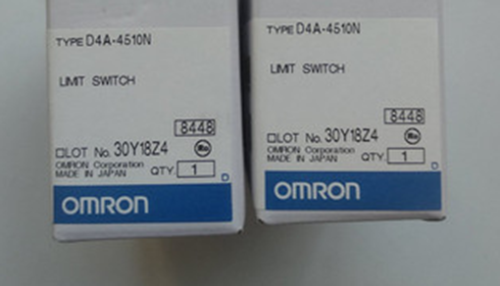 TYPE D4A-4510N
LIMIT SWITCH
8448
LOT No. 30Y18Z4
OMRON Corporation
MADE IN JAPAN QTY. 1
D
OMRON
TYPE D4A-4510N
LIMIT SWITCH
8448
LOT No. 30Y18Z4
OMRON Corporation
MADE IN JAPAN QTY. 1
D
OMRON